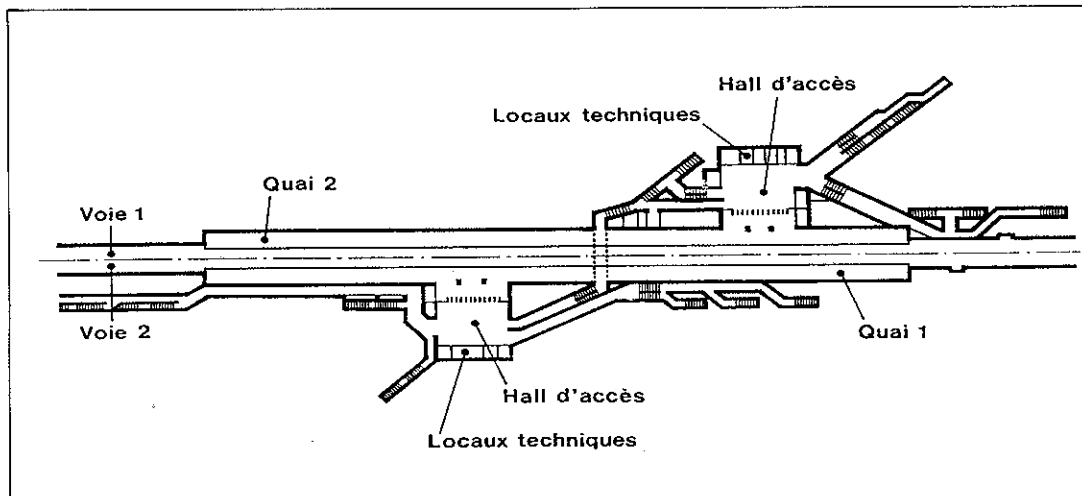 Hall d'accès
Locaux techniques
Quai 2
Voie 1
Voie 2
Quai 1
Hall d'accès
Locaux techniques